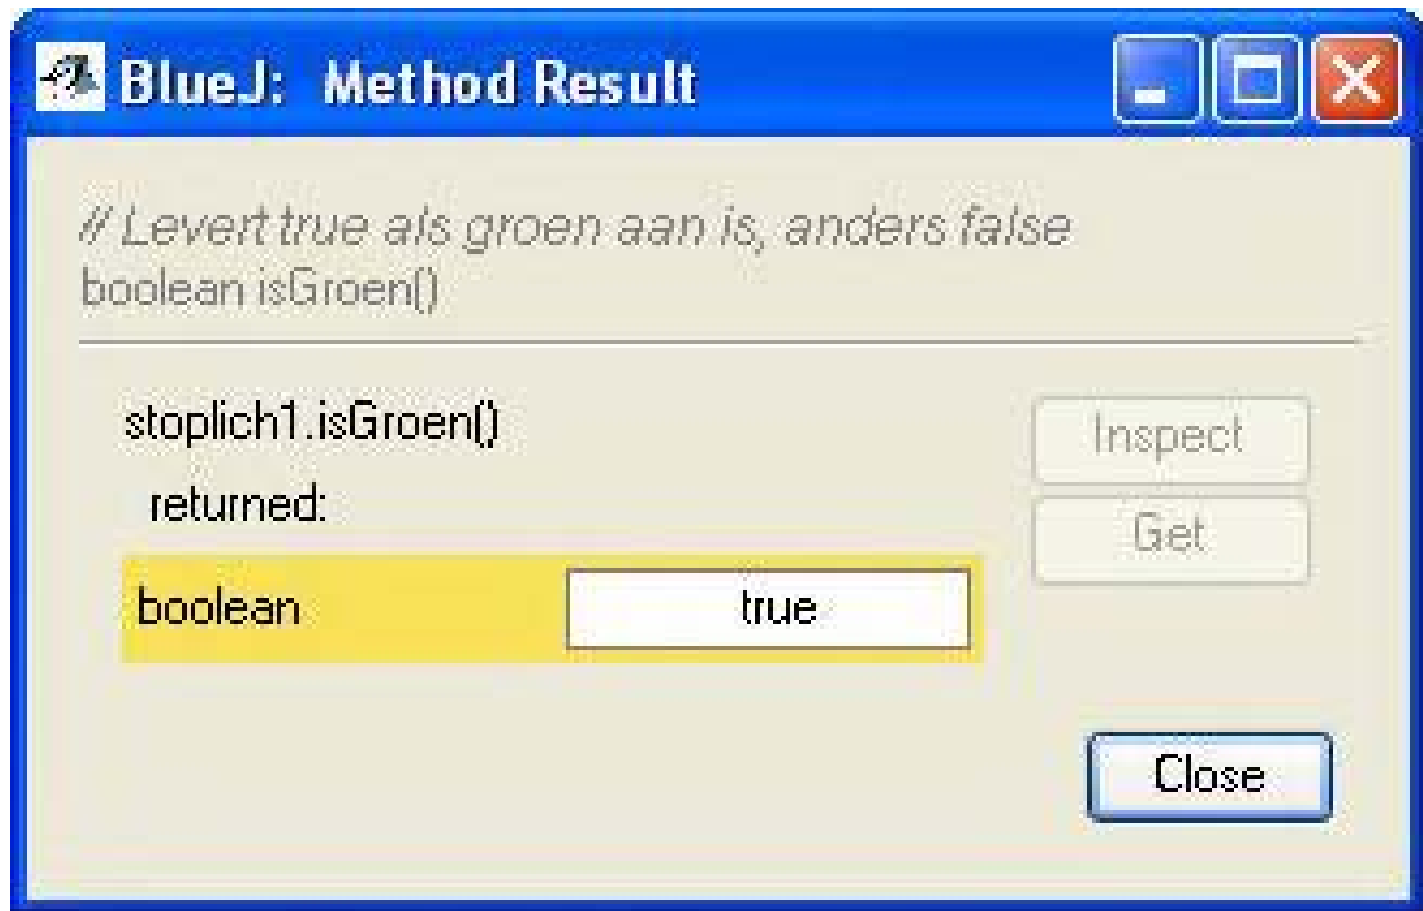 BlueJ: Method Result
// Levert true als groen aan is, anders false
boolean isGroen()
stoplich1.isGroen()
Inspect
returned:
Get
boolean true
Close